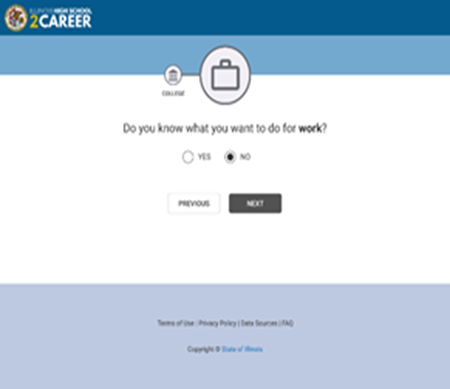 ILLINOIS HIGH SCHOOL
2CAREER
COLLEGE
Do you know what you want to do for work?
YES NO
PREVIOUS NEXT
Terms of Use | Privacy Policy | Data Sources | FAQ
Copyright © State of Illinois